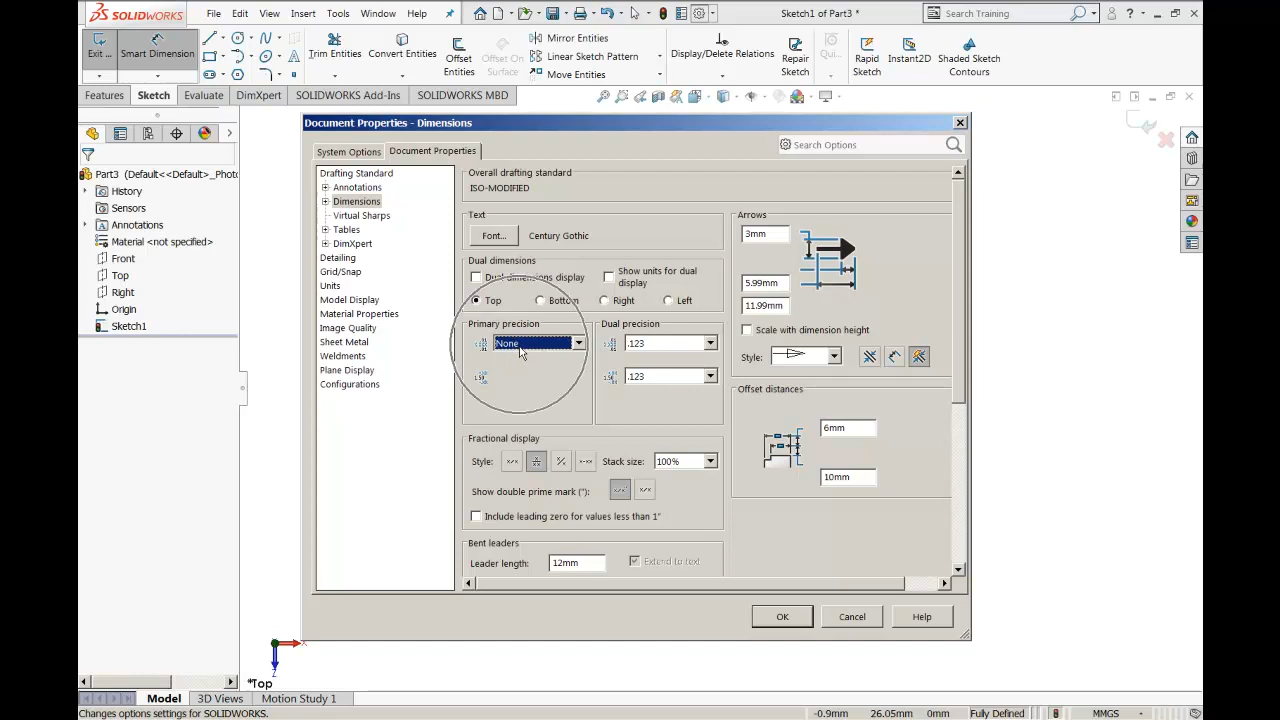 SOLIDWORKS
File
Edit
View
Insert
Tools
Window
Help
Sketch1 of Part3 *
Search Training
?
Exit ...
Smart Dimension
Trim Entities
Convert Entities
Offset Entities
Offset On Surface
Mirror Entities
Linear Sketch Pattern
Move Entities
Display/Delete Relations
Repair Sketch
Qui...
Rapid Sketch
Instant2D
Shaded Sketch Contours
Features
Sketch
Evaluate
DimXpert
SOLIDWORKS Add-Ins
SOLIDWORKS MBD
Part3 (Default<<Default>_Photo
History
Sensors
Annotations
Material <not specified>
Front
Top
Right
Origin
Sketch1
Document Properties - Dimensions
System Options
Document Properties
Search Options
Drafting Standard
Annotations
Dimensions
Virtual Sharps
Tables
DimXpert
Detailing
Grid/Snap
Units
Model Display
Material Properties
Image Quality
Sheet Metal
Weldments
Plane Display
Configurations
Overall drafting standard
ISO-MODIFIED
Text
Font...
Century Gothic
Dual dimensions
Dual dimensions display
Show units for dual display
Top
Bottom
Right
Left
Primary precision
None
Dual precision
.123
.123
Fractional display
Style:
Stack size:
100%
Show double prime mark ("):
Include leading zero for values less than 1"
Bent leaders
Leader length:
12mm
Extend to text
Arrows
3mm
5.99mm
11.99mm
Scale with dimension height
Style:
Offset distances
6mm
10mm
OK
Cancel
Help
X
Z
*Top
Model
3D Views
Motion Study 1
Changes options settings for SOLIDWORKS.
-0.9mm
26.05mm
0mm
Fully Defined
MMGS